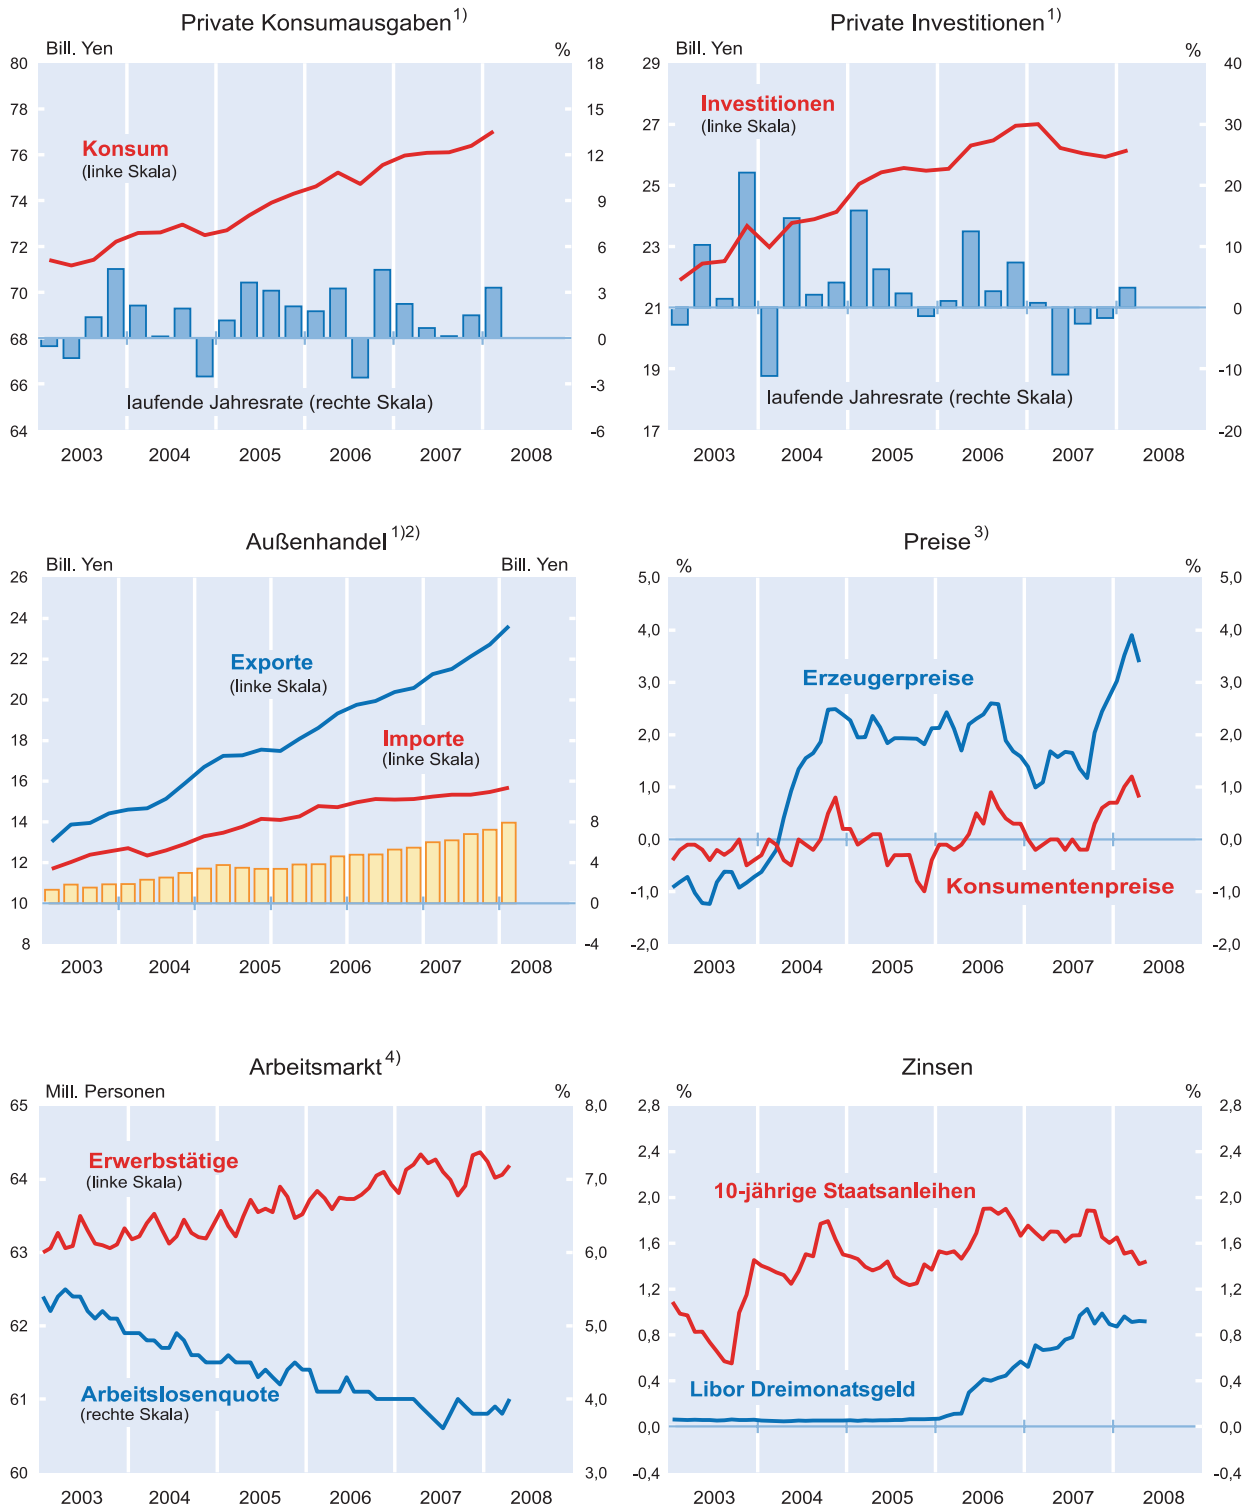 Private Konsumausgaben1)
Bill. Yen %
80 18
78 15
76 12
74 9
72 6
70 3
68 0
66 -3
64 -6
Konsum
(linke Skala)
laufende Jahresrate (rechte Skala)
2003 2004 2005 2006 2007 2008
Private Investitionen1)
Bill. Yen %
29 40
27 30
25 20
23 10
21 0
19 -10
17 -20
Investitionen
(linke Skala)
laufende Jahresrate (rechte Skala)
2003 2004 2005 2006 2007 2008
Außenhandel1)2)
Bill. Yen Bill. Yen
26
24
22
20
18
16
14 8
12 4
10 0
8 -4
Exporte
(linke Skala)
Importe
(linke Skala)
2003 2004 2005 2006 2007 2008
Preise3)
% %
5,0 5,0
4,0 4,0
3,0 3,0
2,0 2,0
1,0 1,0
0,0 0,0
-1,0 -1,0
-2,0 -2,0
Erzeugerpreise
Konsumentenpreise
2003 2004 2005 2006 2007 2008
Arbeitsmarkt4)
Mill. Personen %
65 8,0
64 7,0
63 6,0
62 5,0
61 4,0
60 3,0
Erwerbstätige
(linke Skala)
Arbeitslosenquote
(rechte Skala)
2003 2004 2005 2006 2007 2008
Zinsen
% %
2,8 2,8
2,4 2,4
2,0 2,0
1,6 1,6
1,2 1,2
0,8 0,8
0,4 0,4
0,0 0,0
-0,4 -0,4
10-jährige Staatsanleihen
Libor Dreimonatsgeld
2003 2004 2005 2006 2007 2008